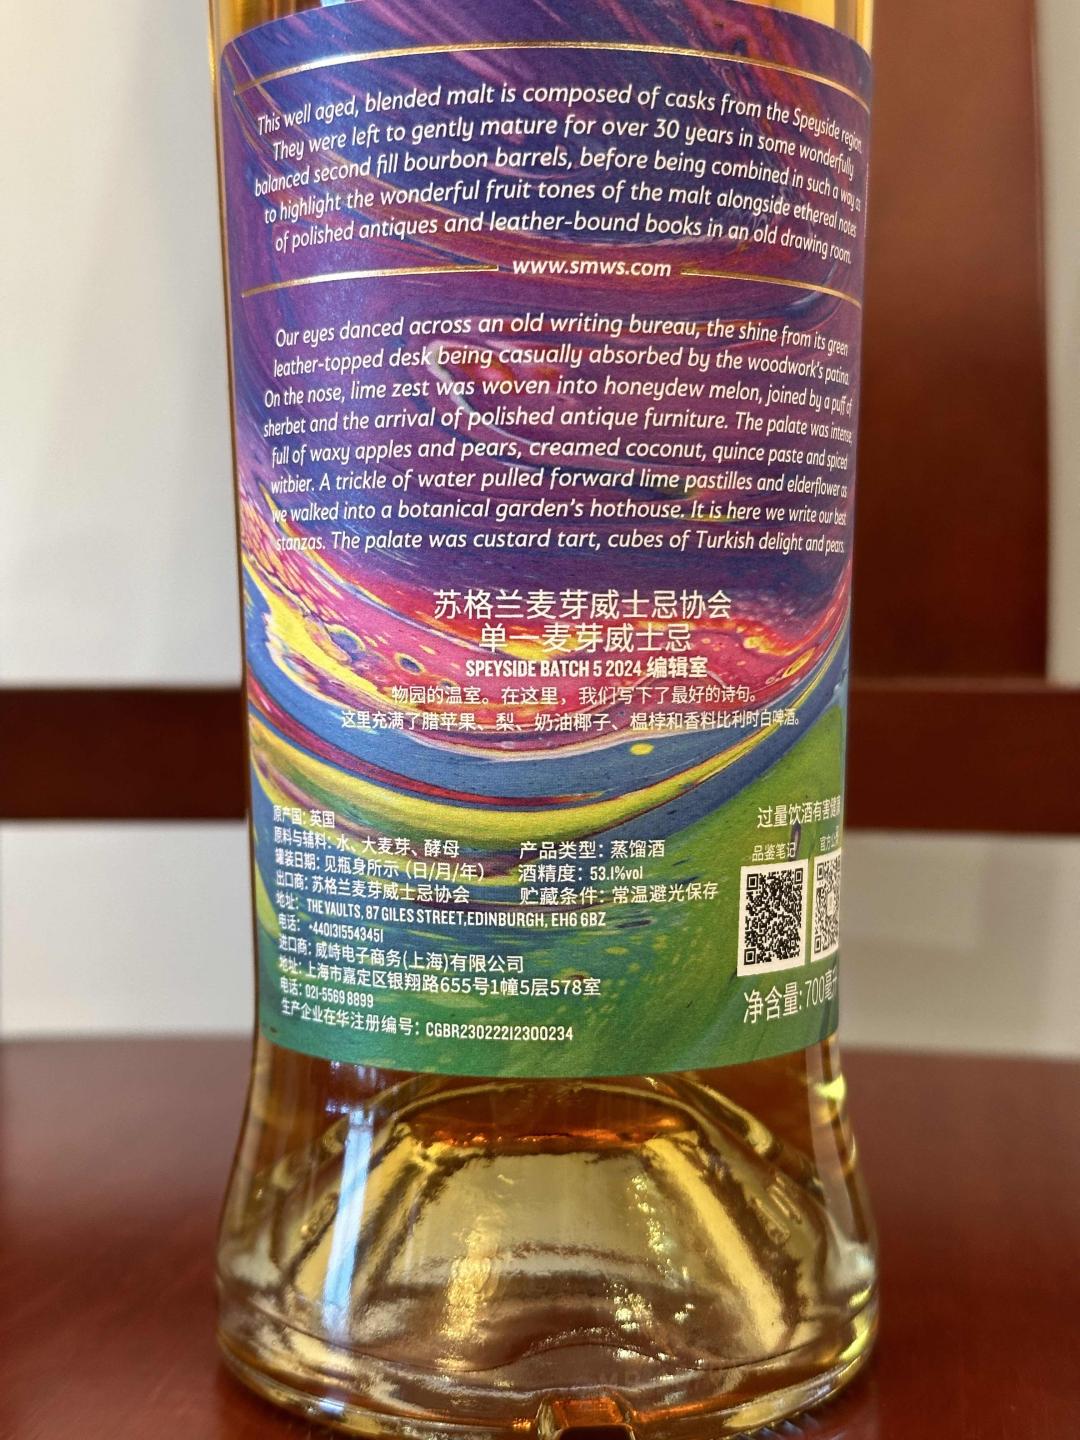 This well aged, blended malt is composed of casks from the Speyside region.
They were left to gently mature for over 30 years in some wonderfully
balanced second fill bourbon barrels, before being combined in such a way as
to highlight the wonderful fruit tones of the malt alongside ethereal notes
of polished antiques and leather-bound books in an old drawing room.
www.smws.com
Our eyes danced across an old writing bureau, the shine from its green
leather-topped desk being casually absorbed by the woodwork's patina.
On the nose, lime zest was woven into honeydew melon, joined by a puff of
sherbet and the arrival of polished antique furniture. The palate was intense,
full of waxy apples and pears, creamed coconut, quince paste and spiced
witbier. A trickle of water pulled forward lime pastilles and elderflower as
we walked into a botanical garden's hothouse. It is here we write our best
stanzas. The palate was custard tart, cubes of Turkish delight and pears.
苏格兰麦芽威士忌协会
单一麦芽威士忌
SPEYSIDE BATCH 5 2024 编辑室
物园的温室。在这里，我们写下了最好的诗句。
这里充满了腊苹果、梨、奶油椰子、榅桲和香料比利时白啤酒。
原产国: 英国
原料与辅料: 水、大麦芽、酵母
罐装日期: 见瓶身所示 (日/月/年)
出口商: 苏格兰麦芽威士忌协会
地址: THE VAULTS, 87 GILES STREET, EDINBURGH, EH6 6BZ
电话: +441315543451
进口商: 威峙电子商务(上海)有限公司
地址: 上海市嘉定区银翔路655号1幢5层578室
电话: 021-5569 8899
生产企业在华注册编号: CGBR23022212300234
产品类型: 蒸馏酒
酒精度: 53.1%vol
贮藏条件: 常温避光保存
过量饮酒有害健康
品鉴笔记
官方
净含量: 700毫升